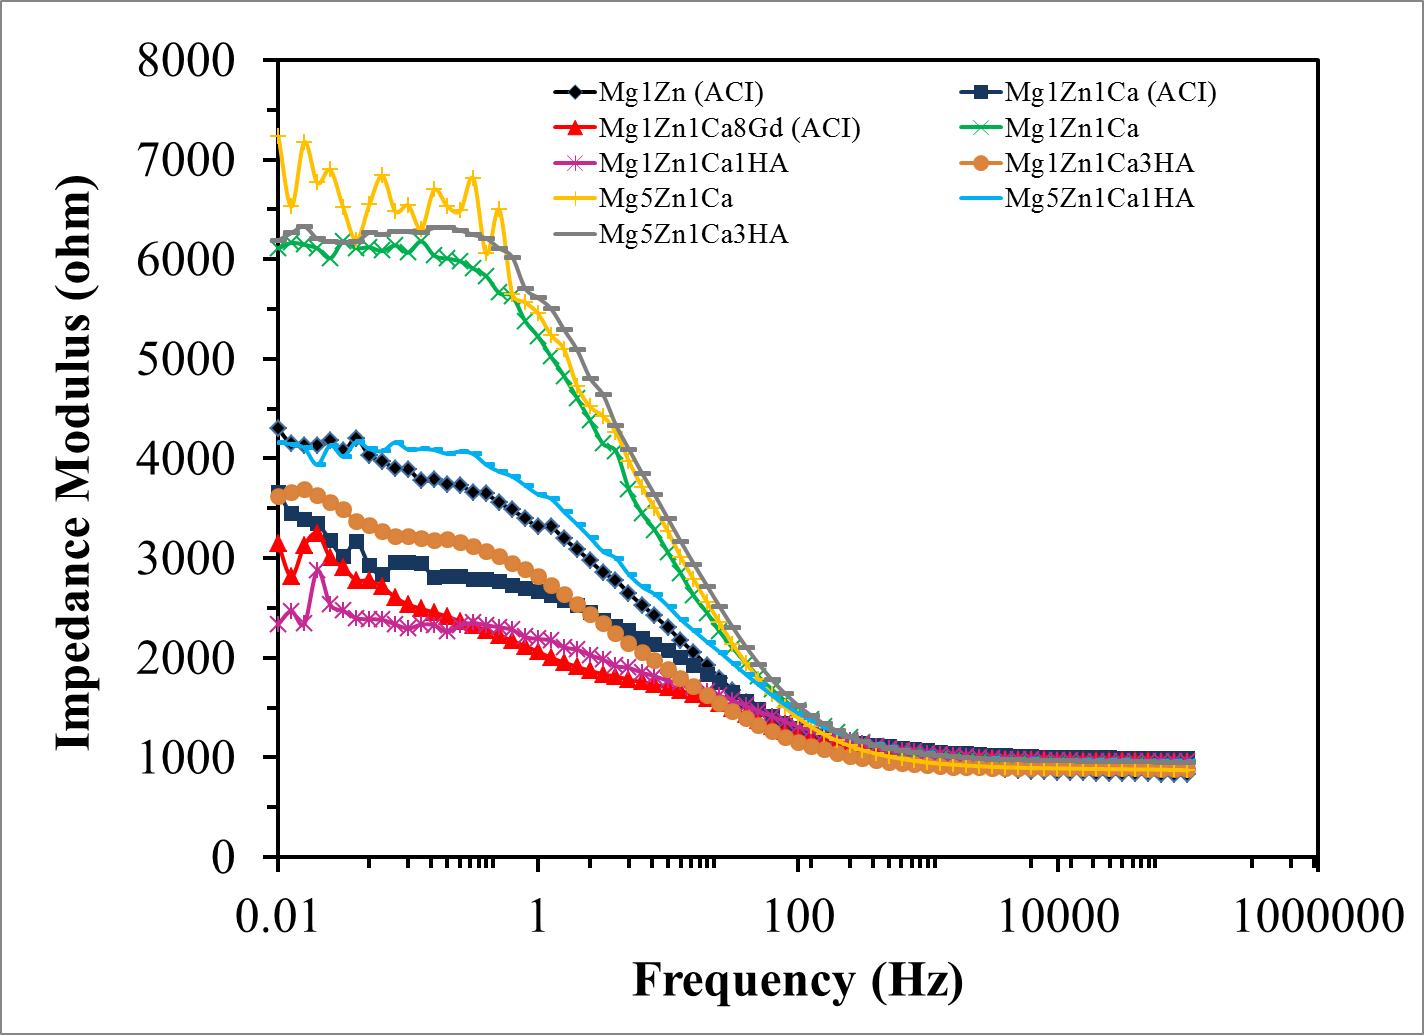 8000
7000
6000
5000
4000
3000
2000
1000
0
Impedance Modulus (ohm)
Mg1Zn (ACI)
Mg1Zn1Ca (ACI)
Mg1Zn1Ca8Gd (ACI)
Mg1Zn1Ca
Mg1Zn1Ca1HA
Mg1Zn1Ca3HA
Mg5Zn1Ca
Mg5Zn1Ca1HA
Mg5Zn1Ca3HA
0.01 1 100 10000 1000000
Frequency (Hz)